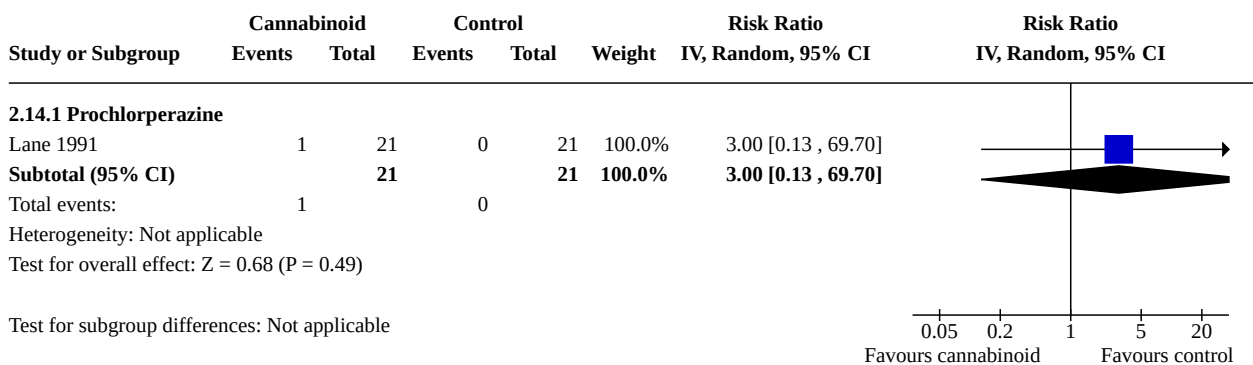 Cannabinoid Control Risk Ratio Risk Ratio
Study or Subgroup Events Total Events Total Weight IV, Random, 95% CI IV, Random, 95% CI
2.14.1 Prochlorperazine
Lane 1991 1 21 0 21 100.0% 3.00 [0.13 , 69.70]
Subtotal (95% CI) 21 21 100.0% 3.00 [0.13 , 69.70]
Total events: 1 0
Heterogeneity: Not applicable
Test for overall effect: Z = 0.68 (P = 0.49)
Test for subgroup differences: Not applicable
0.05 0.2 1 5 20
Favours cannabinoid Favours control